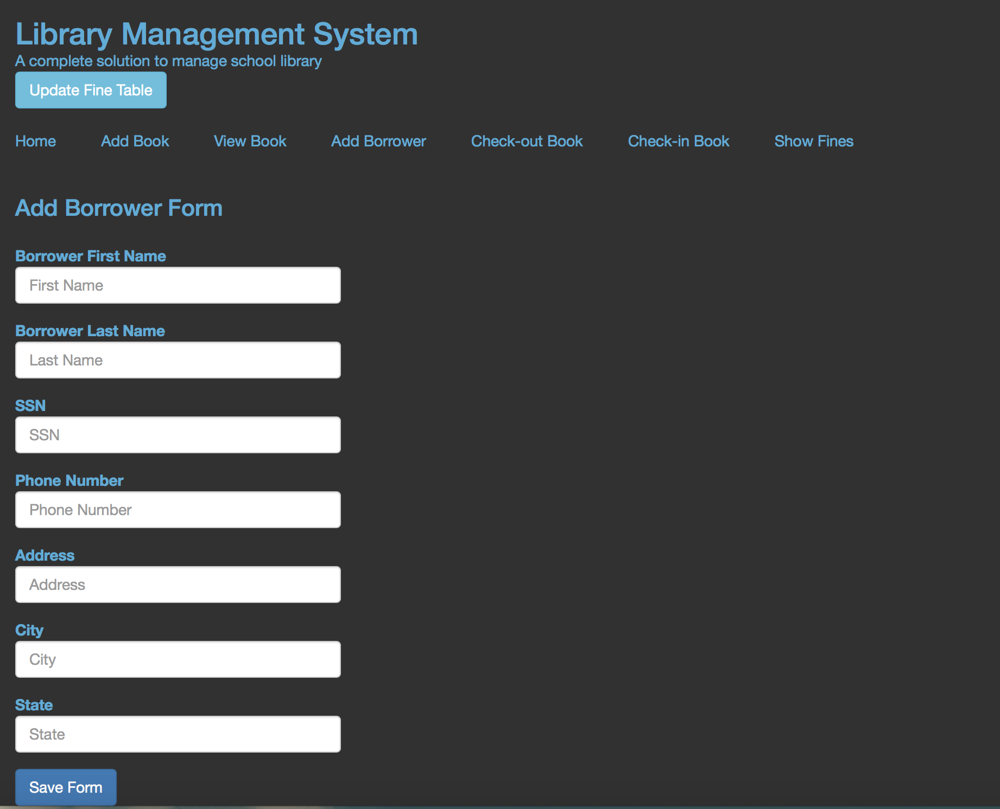 Library Management System
A complete solution to manage school library
Update Fine Table
Home Add Book View Book Add Borrower Check-out Book Check-in Book Show Fines
Add Borrower Form
Borrower First Name
First Name
Borrower Last Name
Last Name
SSN
SSN
Phone Number
Phone Number
Address
Address
City
City
State
State
Save Form